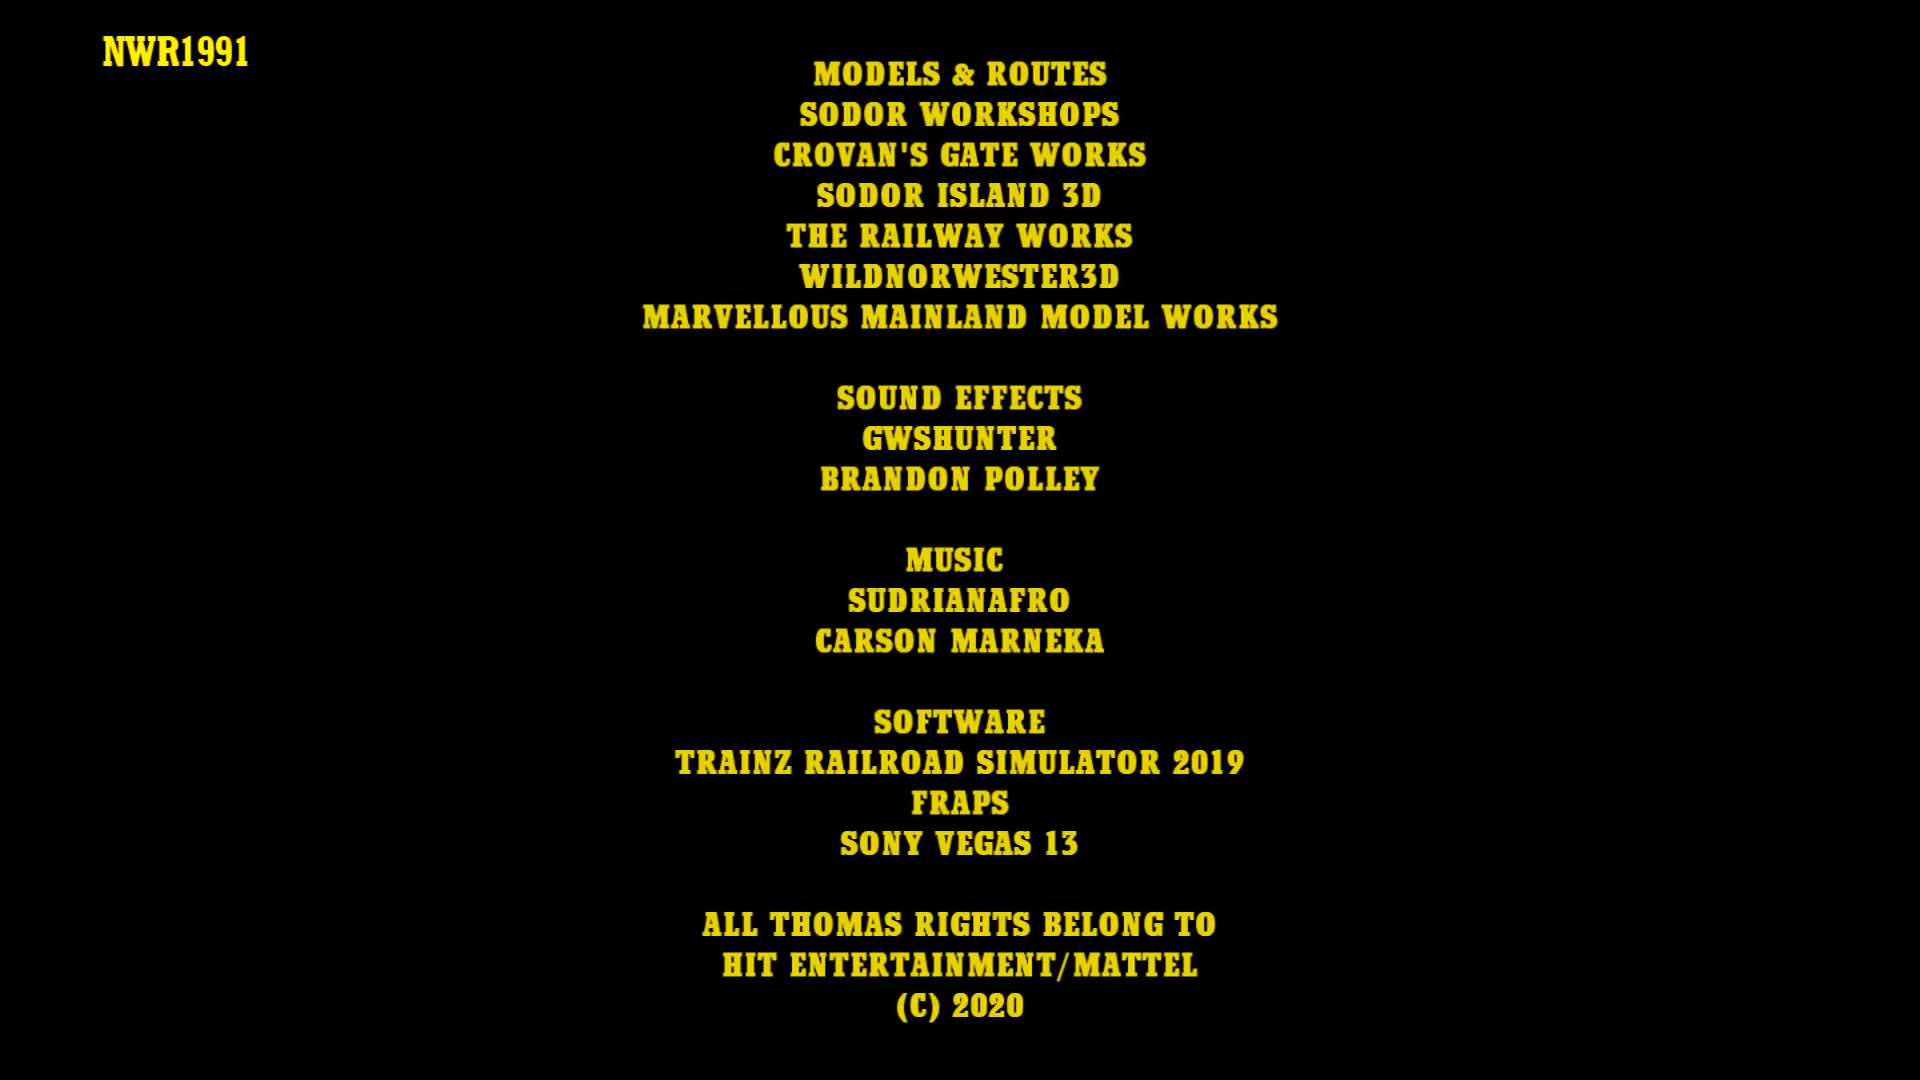 NWR1991
MODELS & ROUTES
SODOR WORKSHOPS
CROVAN'S GATE WORKS
SODOR ISLAND 3D
THE RAILWAY WORKS
WILDNORWESTER3D
MARVELLOUS MAINLAND MODEL WORKS
SOUND EFFECTS
GWSHUNTER
BRANDON POLLEY
MUSIC
SUDRIANAFRO
CARSON MARNEKA
SOFTWARE
TRAINZ RAILROAD SIMULATOR 2019
FRAPS
SONY VEGAS 13
ALL THOMAS RIGHTS BELONG TO
HIT ENTERTAINMENT/MATTEL
(C) 2020